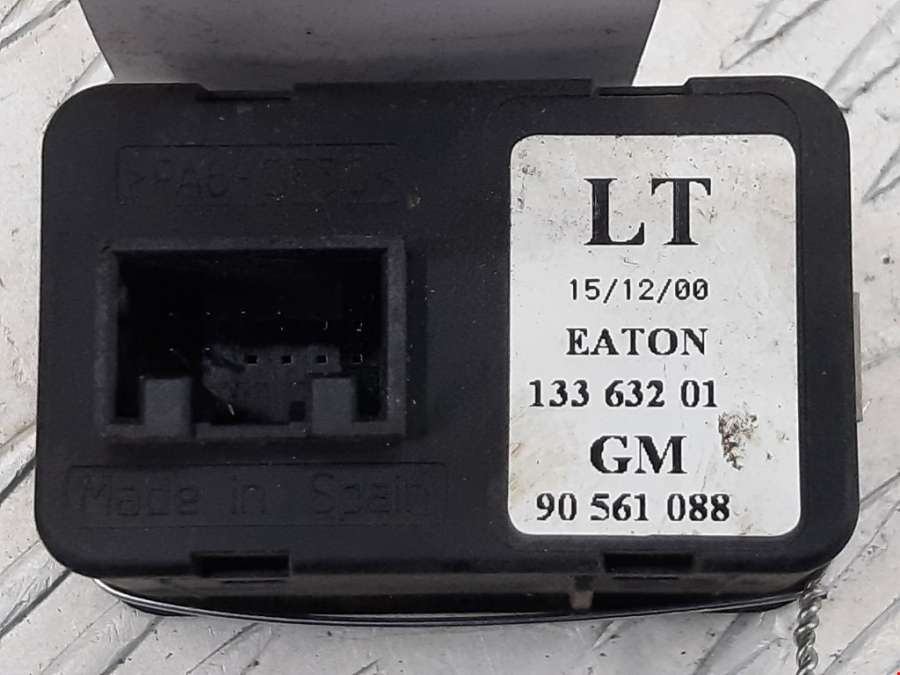 LT
15/12/00
EATON
133 632 01
GM
90 561 088
Made in Spain